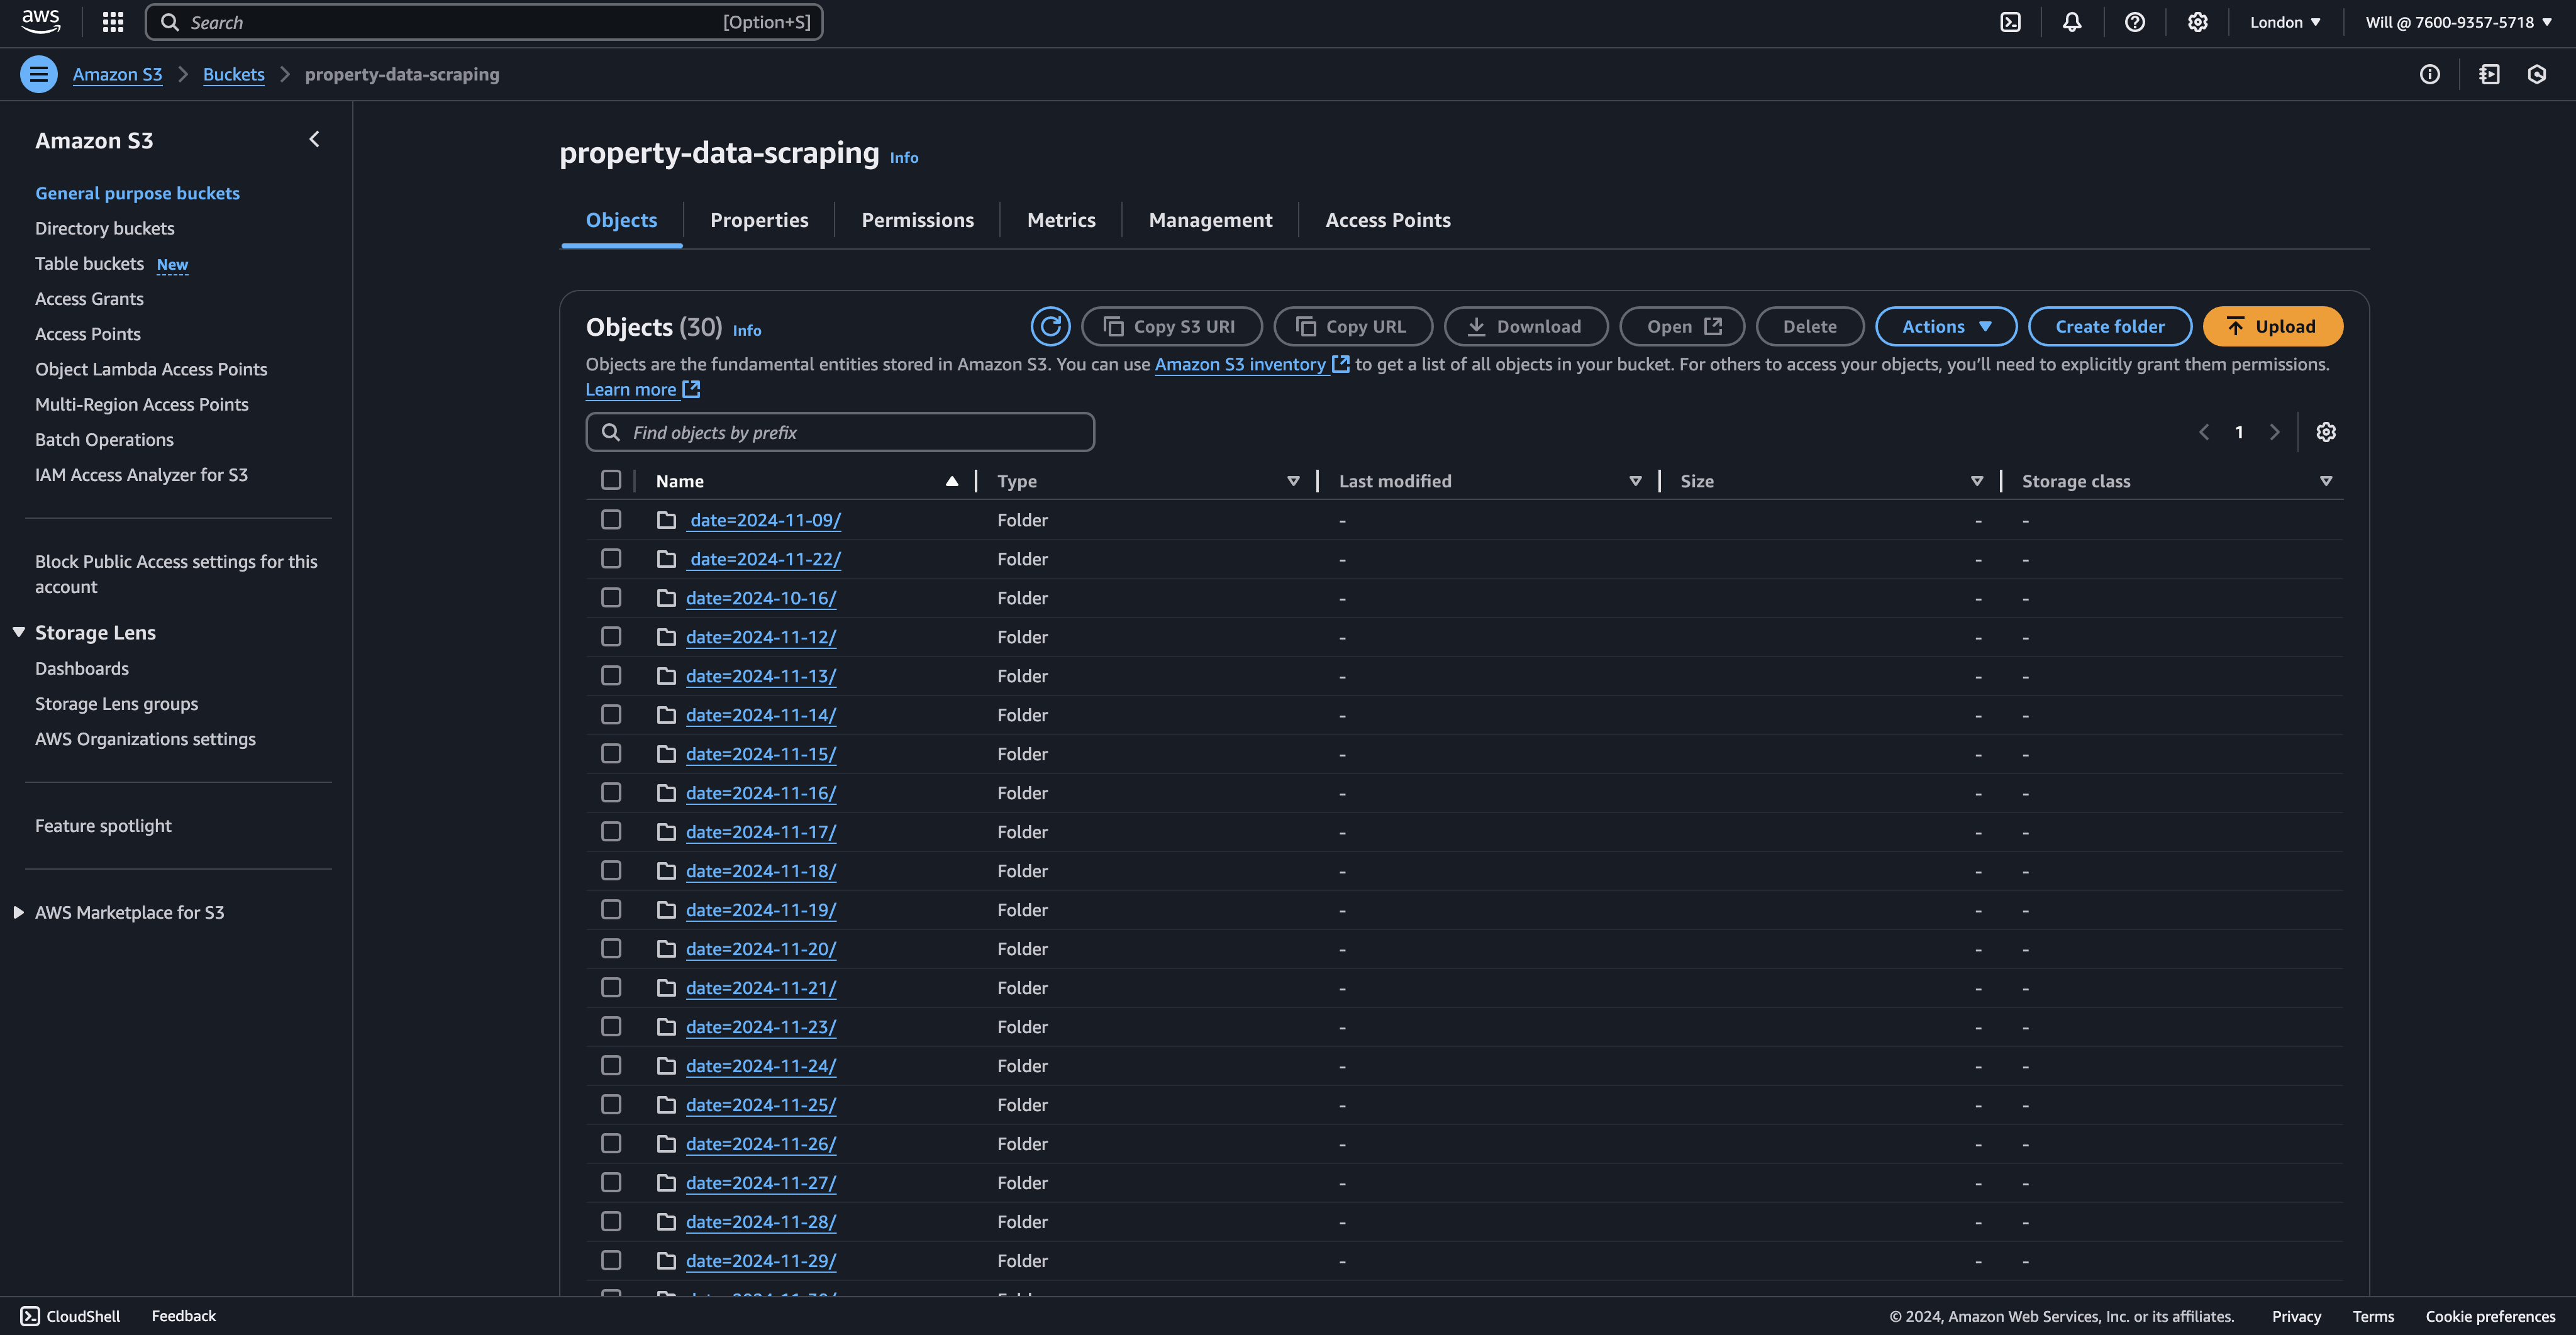 aws
Search [Option+S]
London
Will @ 7600-9357-5718
Amazon S3 Buckets property-data-scraping
Amazon S3
General purpose buckets
Directory buckets
Table buckets New
Access Grants
Access Points
Object Lambda Access Points
Multi-Region Access Points
Batch Operations
IAM Access Analyzer for S3
Block Public Access settings for this
account
Storage Lens
Dashboards
Storage Lens groups
AWS Organizations settings
Feature spotlight
AWS Marketplace for S3
property-data-scraping Info
Objects Properties Permissions Metrics Management Access Points
Objects (30) Info
Copy S3 URI Copy URL Download Open Delete Actions Create folder Upload
Objects are the fundamental entities stored in Amazon S3. You can use Amazon S3 inventory to get a list of all objects in your bucket. For others to access your objects, you’ll need to explicitly grant them permissions.
Learn more
Find objects by prefix
1
Name Type Last modified Size Storage class
date=2024-11-09/ Folder - - -
date=2024-11-22/ Folder - - -
date=2024-10-16/ Folder - - -
date=2024-11-12/ Folder - - -
date=2024-11-13/ Folder - - -
date=2024-11-14/ Folder - - -
date=2024-11-15/ Folder - - -
date=2024-11-16/ Folder - - -
date=2024-11-17/ Folder - - -
date=2024-11-18/ Folder - - -
date=2024-11-19/ Folder - - -
date=2024-11-20/ Folder - - -
date=2024-11-21/ Folder - - -
date=2024-11-23/ Folder - - -
date=2024-11-24/ Folder - - -
date=2024-11-25/ Folder - - -
date=2024-11-26/ Folder - - -
date=2024-11-27/ Folder - - -
date=2024-11-28/ Folder - - -
date=2024-11-29/ Folder - - -
CloudShell Feedback
© 2024, Amazon Web Services, Inc. or its affiliates. Privacy Terms Cookie preferences